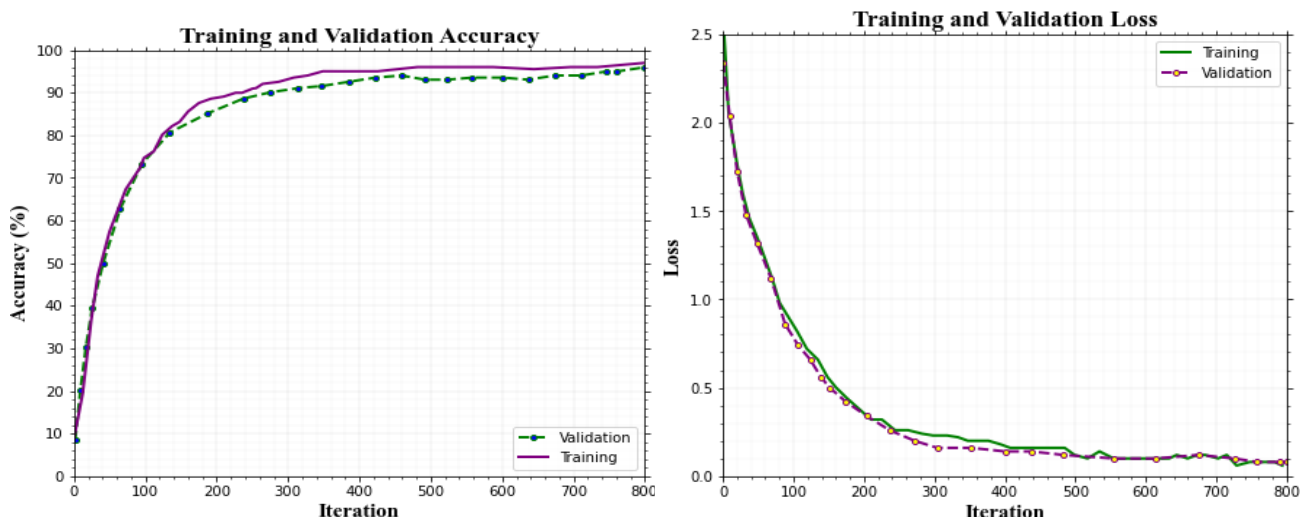 Training and Validation Accuracy
100
90
80
70
60
50
40
30
20
10
0
Accuracy (%)
Validation
Training
0 100 200 300 400 500 600 700 800
Iteration
Training and Validation Loss
2.5
2.0
1.5
1.0
0.5
0.0
Loss
Training
Validation
0 100 200 300 400 500 600 700 800
Iteration